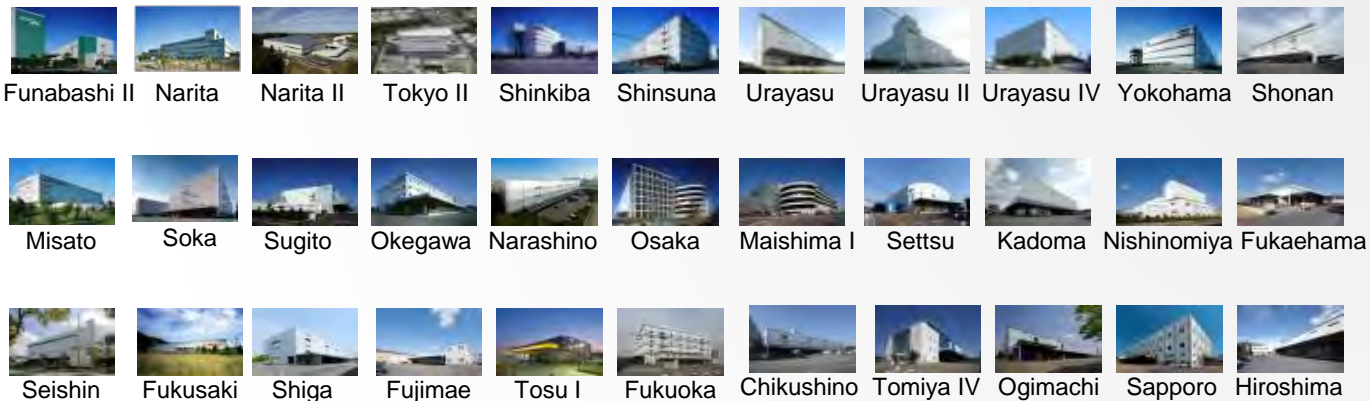 Funabashi II Narita Narita II Tokyo II Shinkiba Shinsuna Urayasu Urayasu II Urayasu IV Yokohama Shonan
Misato Soka Sugito Okegawa Narashino Osaka Maishima I Settsu Kadoma Nishinomiya Fukaehama
Seishin Fukusaki Shiga Fujimae Tosu I Fukuoka Chikushino Tomiya IV Ogimachi Sapporo Hiroshima